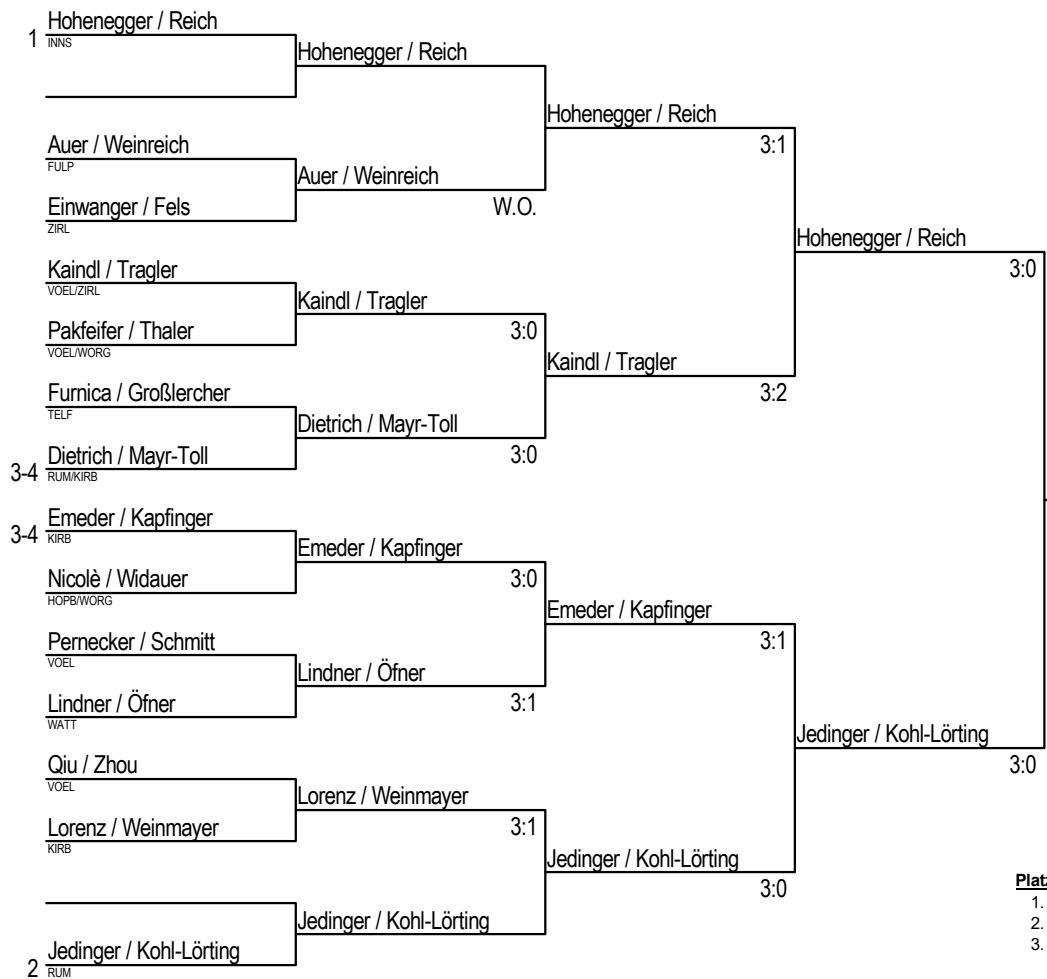 Hohenegger / Reich
1
INNS
Hohenegger / Reich
Hohenegger / Reich
3:1
Auer / Weinreich
FULP
Auer / Weinreich
W.O.
Einwanger / Fels
ZIRL
Hohenegger / Reich
3:0
Kaindl / Tragler
VOEL/ZIRL
Kaindl / Tragler
3:0
Pakfeifer / Thaler
VOEL/WORG
Kaindl / Tragler
3:2
Furnica / Großlercher
TELF
Dietrich / Mayr-Toll
3:0
Dietrich / Mayr-Toll
3-4
RUM/KIRB
Emeder / Kapfinger
3-4
KIRB
Emeder / Kapfinger
3:0
Nicolè / Widauer
HOPB/WORG
Emeder / Kapfinger
3:1
Pernecker / Schmitt
VOEL
Lindner / Öfner
3:1
Lindner / Öfner
WATT
Jedinger / Kohl-Lörting
3:0
Qiu / Zhou
VOEL
Lorenz / Weinmayer
3:1
Lorenz / Weinmayer
KIRB
Jedinger / Kohl-Lörting
3:0
Jedinger / Kohl-Lörting
Jedinger / Kohl-Lörting
2
RUM
1.
2.
3.